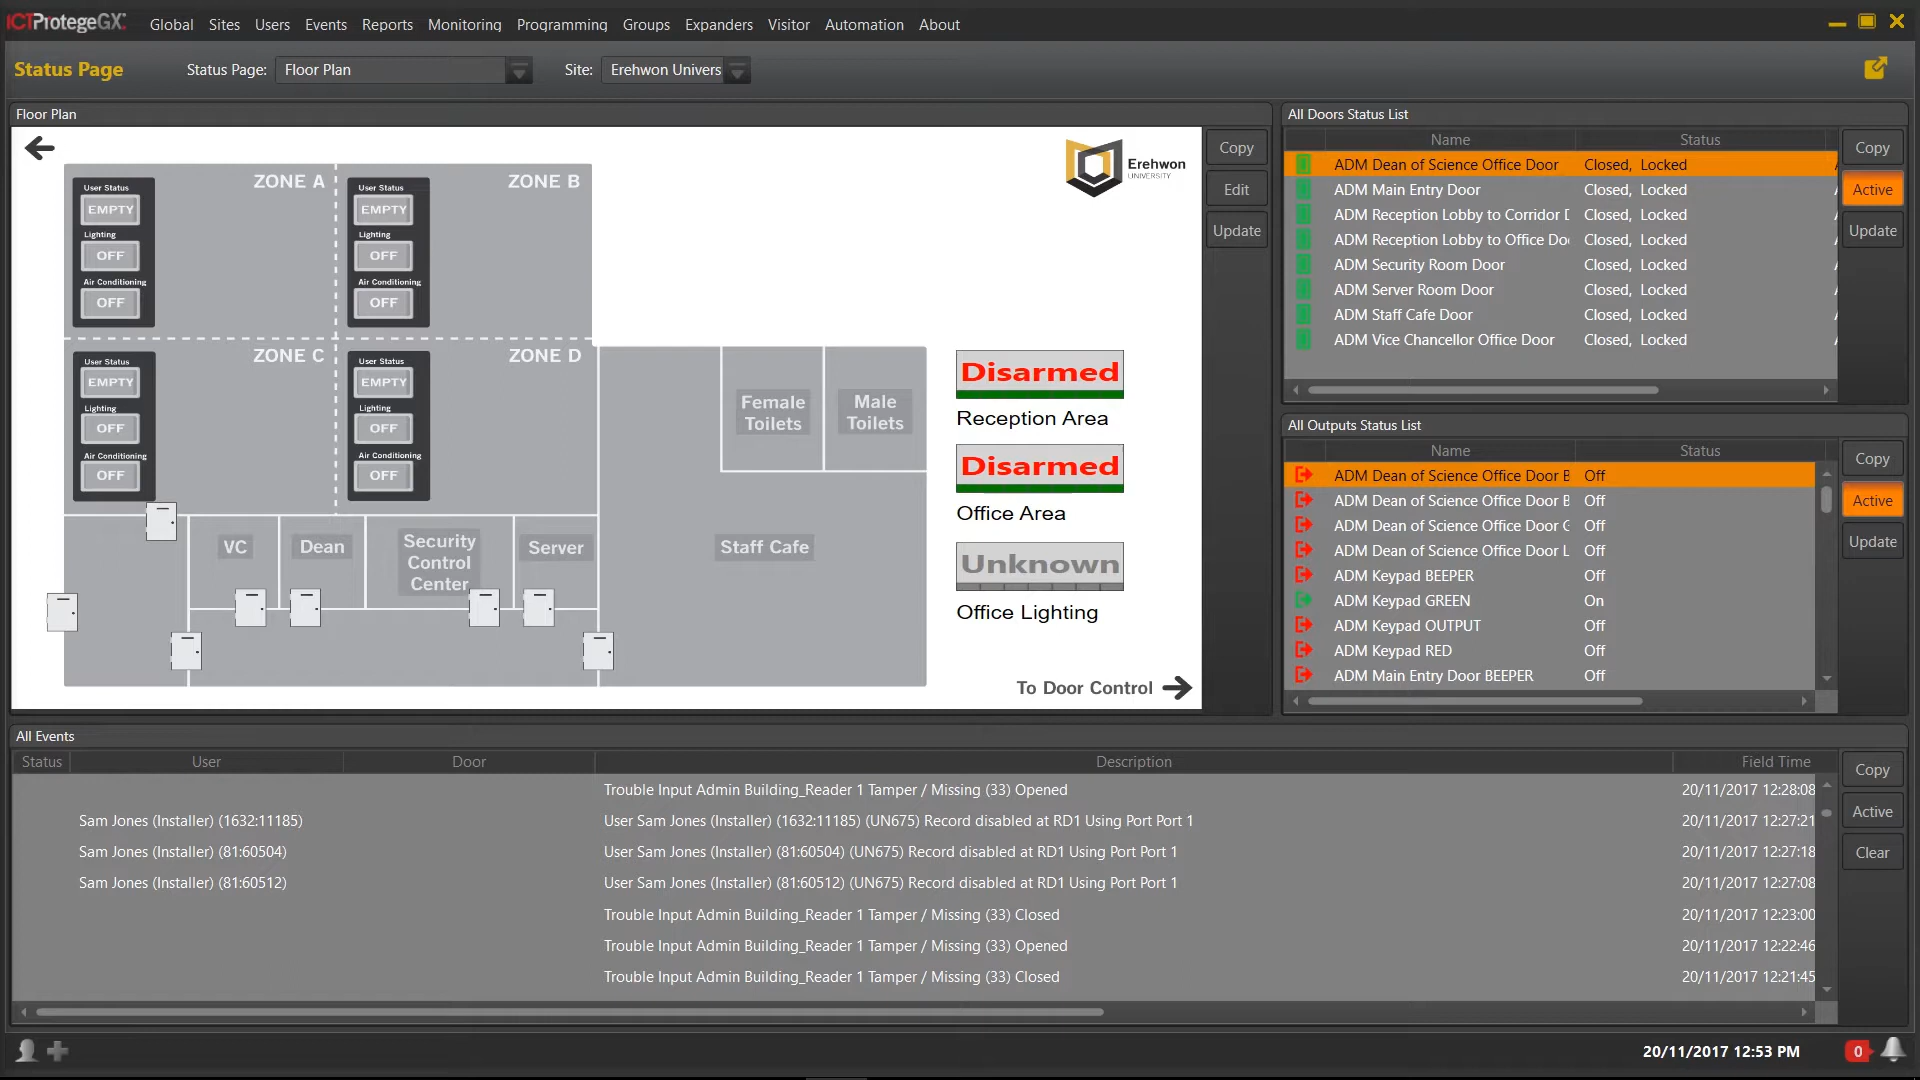 ICTProtegeGX
Global Sites Users Events Reports Monitoring Programming Groups Expanders Visitor Automation About
Status Page
Status Page: Floor Plan
Site: Erehwon Univers
Floor Plan
Erehwon
UNIVERSITY
ZONE A
User Status
EMPTY
Lighting
OFF
Air Conditioning
OFF
ZONE B
User Status
EMPTY
Lighting
OFF
Air Conditioning
OFF
ZONE C
User Status
EMPTY
Lighting
OFF
Air Conditioning
OFF
ZONE D
User Status
EMPTY
Lighting
OFF
Air Conditioning
OFF
Female
Toilets
Male
Toilets
VC
Dean
Security
Control
Center
Server
Staff Cafe
Disarmed
Reception Area
Disarmed
Office Area
Unknown
Office Lighting
To Door Control
Copy
Edit
Update
All Doors Status List
Name Status
ADM Dean of Science Office Door Closed, Locked
ADM Main Entry Door Closed, Locked
ADM Reception Lobby to Corridor D Closed, Locked
ADM Reception Lobby to Office Doo Closed, Locked
ADM Security Room Door Closed, Locked
ADM Server Room Door Closed, Locked
ADM Staff Cafe Door Closed, Locked
ADM Vice Chancellor Office Door Closed, Locked
Copy
Active
Update
All Outputs Status List
Name Status
ADM Dean of Science Office Door B Off
ADM Dean of Science Office Door B Off
ADM Dean of Science Office Door G Off
ADM Dean of Science Office Door L Off
ADM Keypad BEEPER Off
ADM Keypad GREEN On
ADM Keypad OUTPUT Off
ADM Keypad RED Off
ADM Main Entry Door BEEPER Off
Copy
Active
Update
All Events
Status User Door Description Field Time
Trouble Input Admin Building_Reader 1 Tamper / Missing (33) Opened 20/11/2017 12:28:08
Sam Jones (Installer) (1632:11185) User Sam Jones (Installer) (1632:11185) (UN675) Record disabled at RD1 Using Port Port 1 20/11/2017 12:27:21
Sam Jones (Installer) (81:60504) User Sam Jones (Installer) (81:60504) (UN675) Record disabled at RD1 Using Port Port 1 20/11/2017 12:27:18
Sam Jones (Installer) (81:60512) User Sam Jones (Installer) (81:60512) (UN675) Record disabled at RD1 Using Port Port 1 20/11/2017 12:27:08
Trouble Input Admin Building_Reader 1 Tamper / Missing (33) Closed 20/11/2017 12:23:00
Trouble Input Admin Building_Reader 1 Tamper / Missing (33) Opened 20/11/2017 12:22:46
Trouble Input Admin Building_Reader 1 Tamper / Missing (33) Closed 20/11/2017 12:21:45
Copy
Active
Clear
20/11/2017 12:53 PM
0